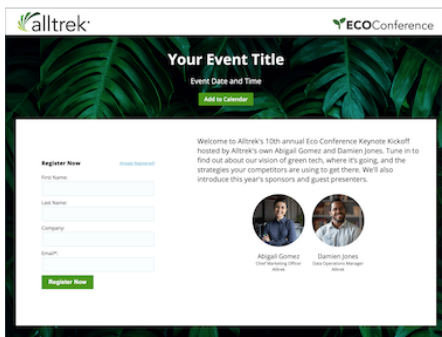 alltrek
ECOConference
Your Event Title
Event Date and Time
Add to Calendar
Register Now
Already Registered?
First Name:
Last Name:
Company:
Email*:
Register Now
Welcome to Alltrek's 10th annual Eco Conference Keynote Kickoff
hosted by Alltrek's own Abigail Gomez and Damien Jones. Tune in to
find out about our vision of green tech, where it's going, and the
strategies your competitors are using to get there. We'll also
introduce this year's sponsors and guest presenters.
Abigail Gomez
Chief Marketing Officer
Alltrek
Damien Jones
Data Operations Manager
Alltrek